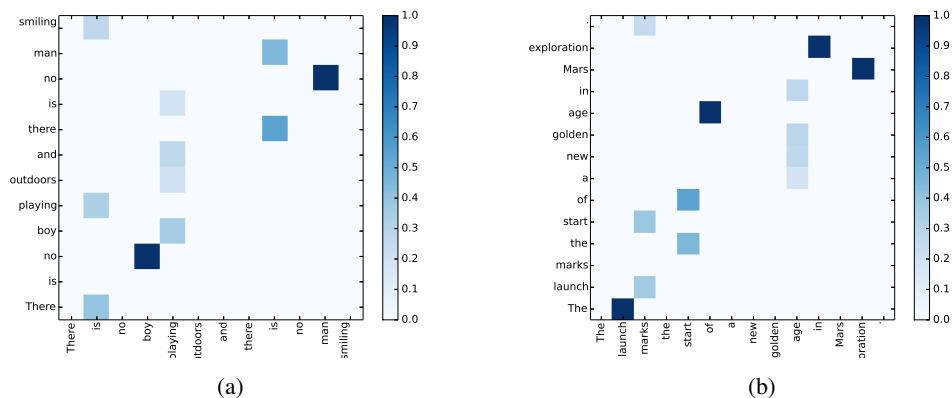 smiling
man
no
is
there
and
outdoors
playing
boy
no
is
There
There
is
no
boy
playing
utdoors
and
there
is
no
man
smiling
1.0
0.9
0.8
0.7
0.6
0.5
0.4
0.3
0.2
0.1
0.0
(a)
.
exploration
Mars
in
age
golden
new
a
of
start
the
marks
launch
The
The
launch
marks
the
start
of
a
new
golden
age
in
Mars
oration
.
1.0
0.9
0.8
0.7
0.6
0.5
0.4
0.3
0.2
0.1
0.0
(b)